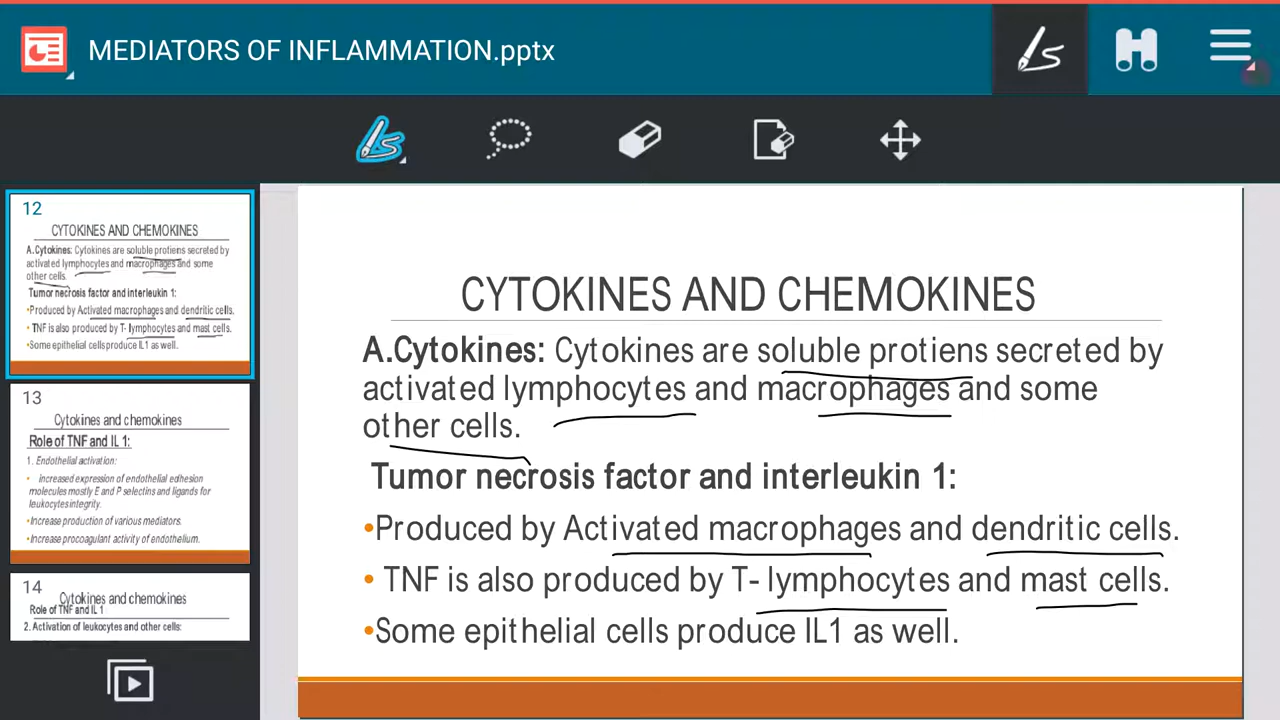 MEDIATORS OF INFLAMMATION.pptx
12
CYTOKINES AND CHEMOKINES
A.Cytokines: Cytokines are soluble protiens secreted by
activated lymphocytes and macrophages and some
other cells.
Tumor necrosis factor and interleukin 1:
•Produced by Activated macrophages and dendritic cells.
• TNF is also produced by T- lymphocytes and mast cells.
•Some epithelial cells produce IL1 as well.
13
Cytokines and chemokines
Role of TNF and IL 1:
1. Endothelial activation:
• increased expression of endothelial edhesion
molecules mostly E and P selectins and ligands for
leukocytes integrity.
•Increase production of various mediators.
•Increase procoagulant activity of endothelium.
14
Cytokines and chemokines
Role of TNF and IL 1
2. Activation of leukocytes and other cells:
CYTOKINES AND CHEMOKINES
A.Cytokines: Cytokines are soluble protiens secreted by
activated lymphocytes and macrophages and some
other cells.
Tumor necrosis factor and interleukin 1:
•Produced by Activated macrophages and dendritic cells.
• TNF is also produced by T- lymphocytes and mast cells.
•Some epithelial cells produce IL1 as well.